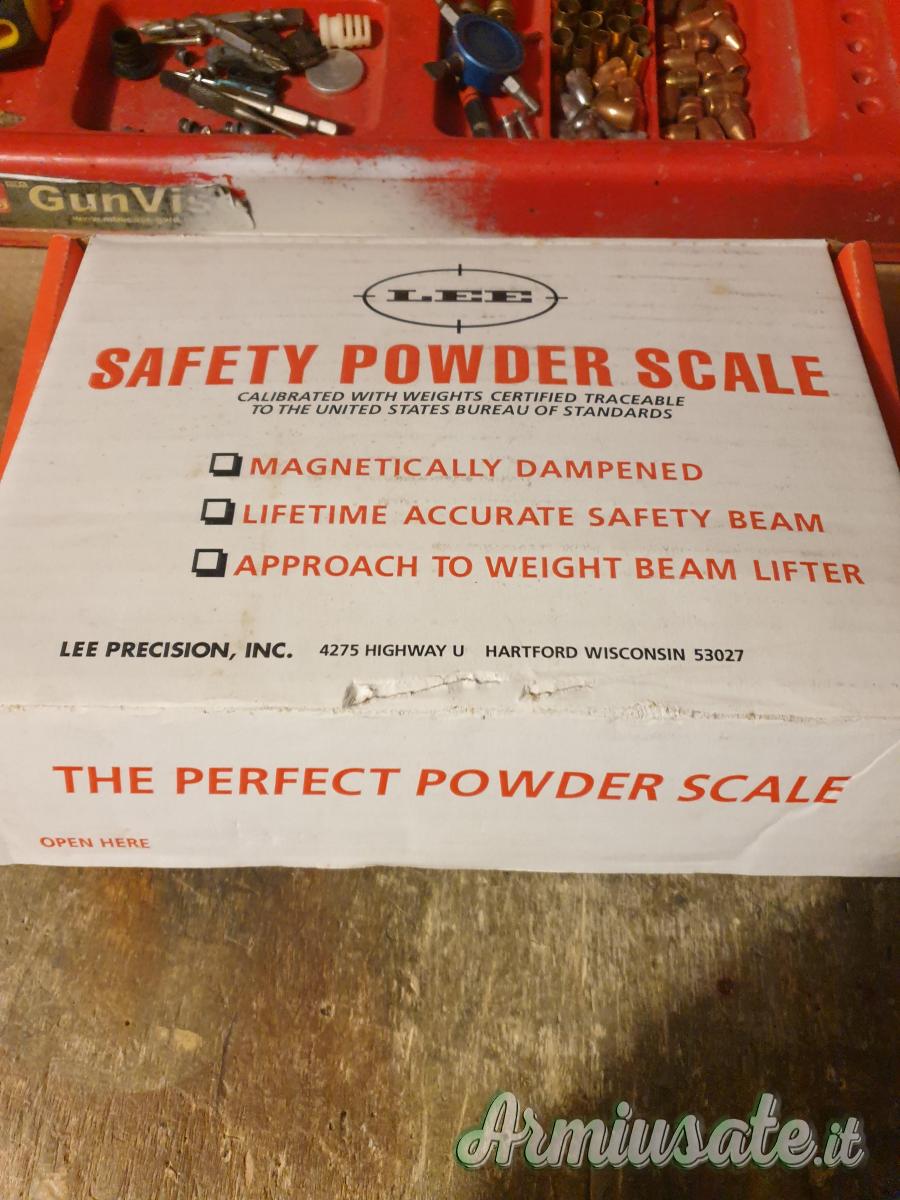 GunVis
LEE
SAFETY POWDER SCALE
CALIBRATED WITH WEIGHTS CERTIFIED TRACEABLE
TO THE UNITED STATES BUREAU OF STANDARDS
MAGNETICALLY DAMPENED
LIFETIME ACCURATE SAFETY BEAM
APPROACH TO WEIGHT BEAM LIFTER
LEE PRECISION, INC. 4275 HIGHWAY U HARTFORD WISCONSIN 53027
THE PERFECT POWDER SCALE
OPEN HERE
Armiusate.it